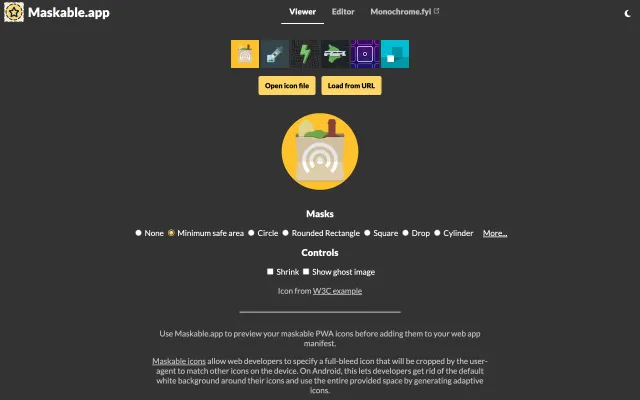 Maskable.app
Viewer Editor Monochrome.fyi
Open icon file Load from URL
Masks
None Minimum safe area Circle Rounded Rectangle Square Drop Cylinder More...
Controls
Shrink Show ghost image
Icon from W3C example
Use Maskable.app to preview your maskable PWA icons before adding them to your web app
manifest.
Maskable icons allow web developers to specify a full-bleed icon that will be cropped by the user-
agent to match other icons on the device. On Android, this lets developers get rid of the default
white background around their icons and use the entire provided space by generating adaptive
icons.